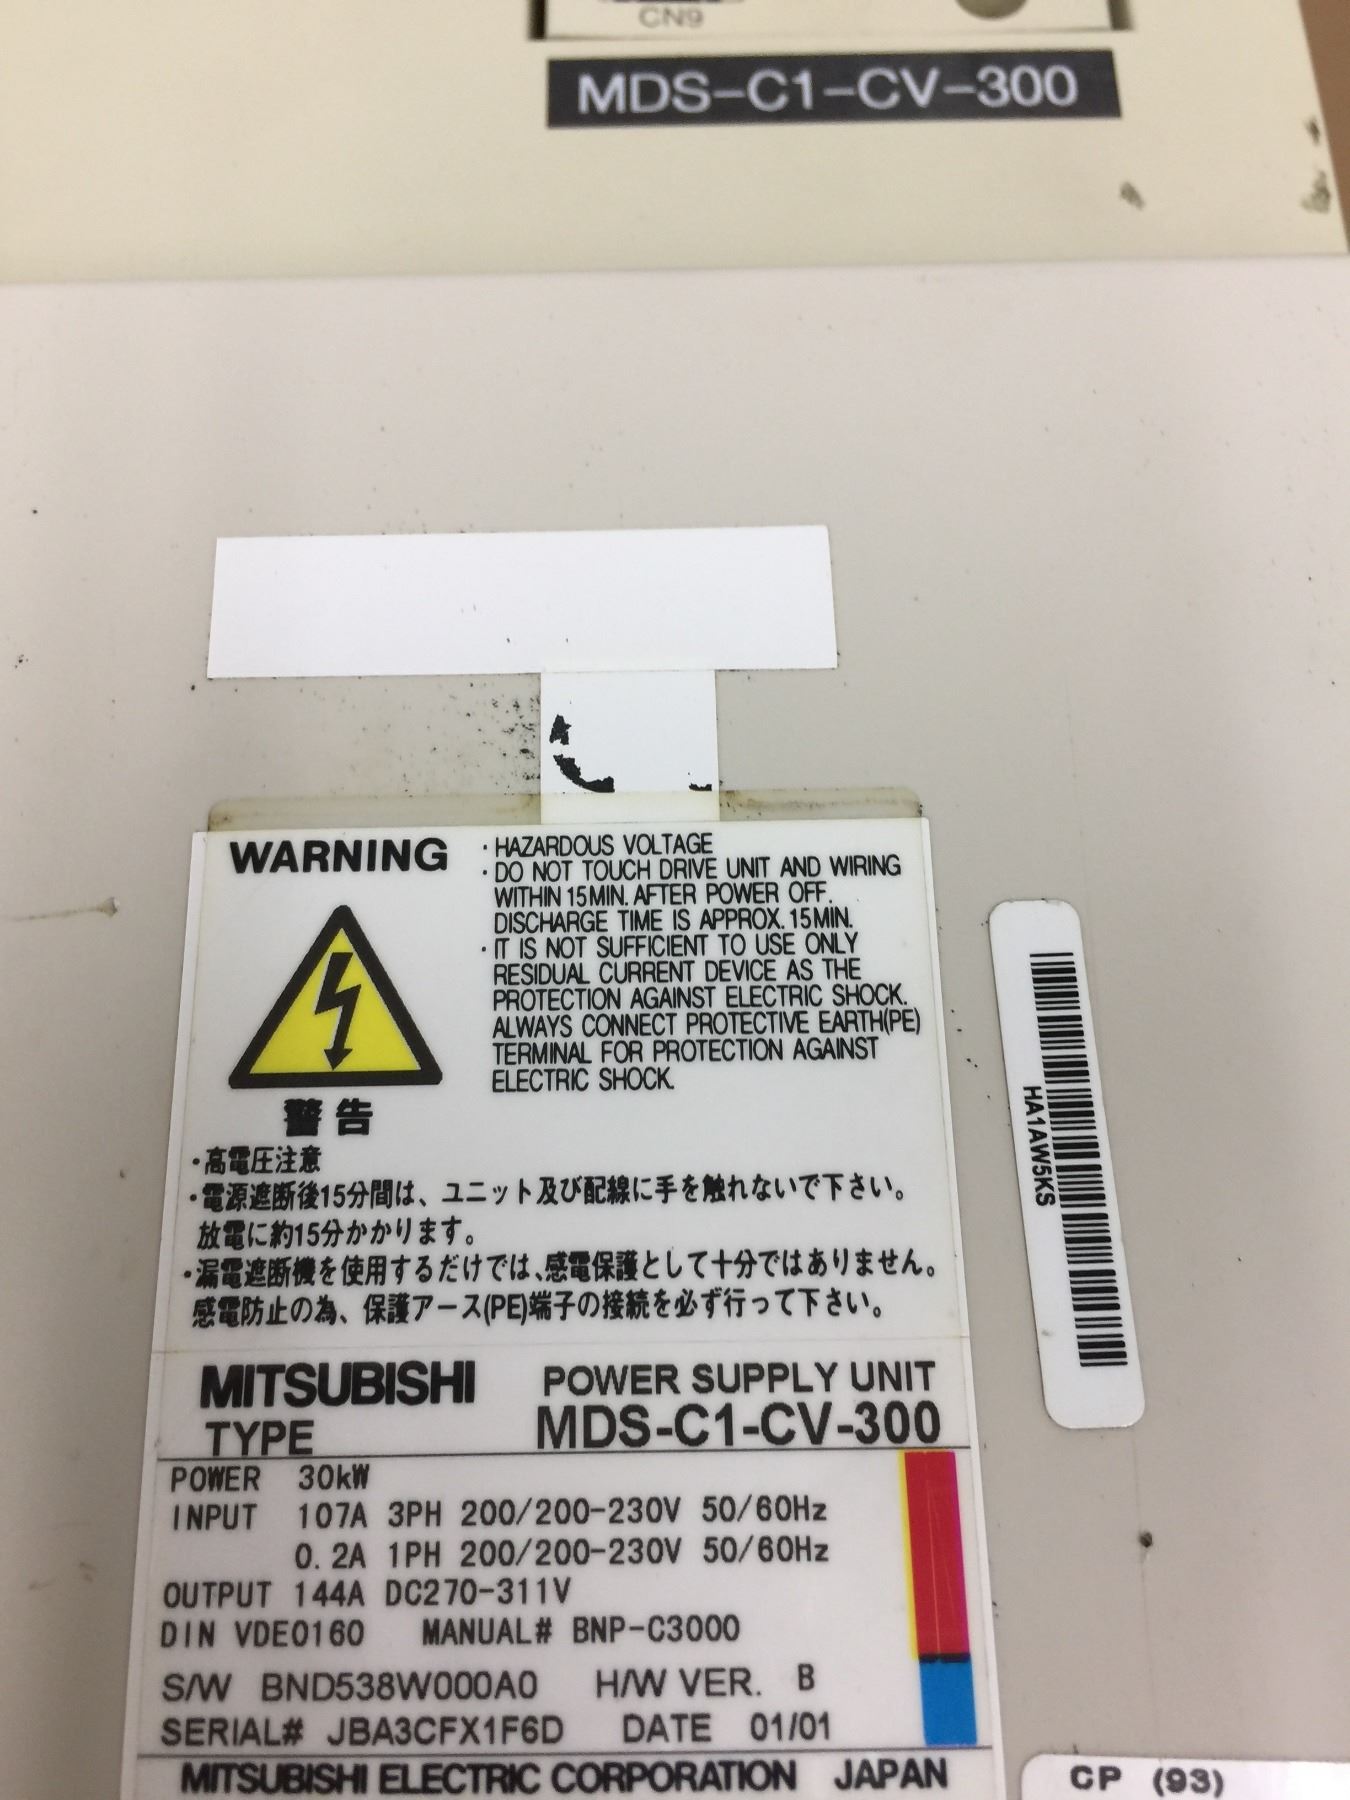 CN9
MDS-C1-CV-300
WARNING
・HAZARDOUS VOLTAGE
・DO NOT TOUCH DRIVE UNIT AND WIRING
WITHIN 15MIN. AFTER POWER OFF.
DISCHARGE TIME IS APPROX. 15MIN.
・IT IS NOT SUFFICIENT TO USE ONLY
RESIDUAL CURRENT DEVICE AS THE
PROTECTION AGAINST ELECTRIC SHOCK.
ALWAYS CONNECT PROTECTIVE EARTH(PE)
TERMINAL FOR PROTECTION AGAINST
ELECTRIC SHOCK.
警告
・高電圧注意
・電源遮断後15分間は、ユニット及び配線に手を触れないで下さい。
放電に約15分かかります。
・漏電遮断機を使用するだけでは、感電保護として十分ではありません。
感電防止の為、保護アース(PE)端子の接続を必ず行って下さい。
HA1AW5KS
MITSUBISHI POWER SUPPLY UNIT
TYPE MDS-C1-CV-300
POWER 30kW
INPUT 107A 3PH 200/200-230V 50/60Hz
0.2A 1PH 200/200-230V 50/60Hz
OUTPUT 144A DC270-311V
DIN VDE0160 MANUAL# BNP-C3000
S/W BND538W000A0 H/W VER. B
SERIAL# JBA3CFX1F6D DATE 01/01
MITSUBISHI ELECTRIC CORPORATION JAPAN
CP (93)